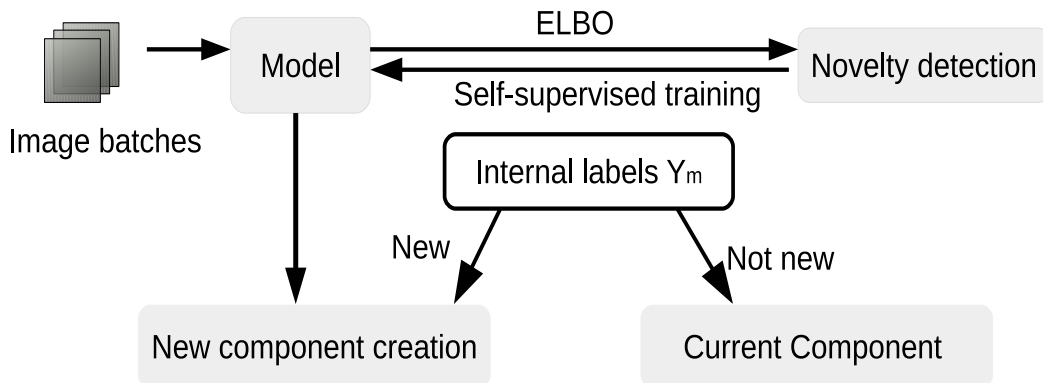 ELBO
Model
Novelty detection
Self-supervised training
Image batches
Internal labels Ym
New
Not new
New component creation
Current Component